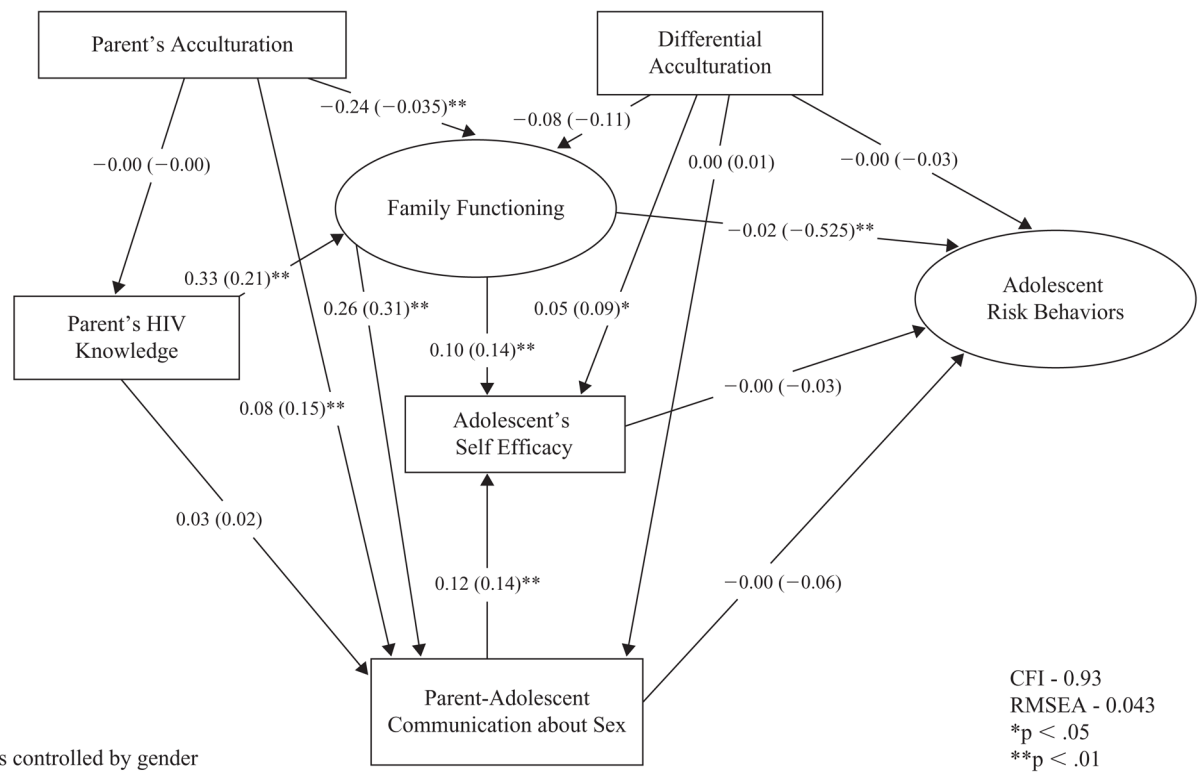 Parent's Acculturation
Differential
Acculturation
−0.24 (−0.035)**
−0.08 (−0.11)
−0.00 (−0.00)
0.00 (0.01)
−0.00 (−0.03)
Family Functioning
−0.02 (−0.525)**
0.33 (0.21)**
0.26 (0.31)**
0.05 (0.09)*
Adolescent
Risk Behaviors
Parent's HIV
Knowledge
0.10 (0.14)**
−0.00 (−0.03)
0.08 (0.15)**
Adolescent's
Self Efficacy
0.03 (0.02)
0.12 (0.14)**
−0.00 (−0.06)
Parent-Adolescent
Communication about Sex
CFI - 0.93
RMSEA - 0.043
*p < .05
**p < .01
s controlled by gender